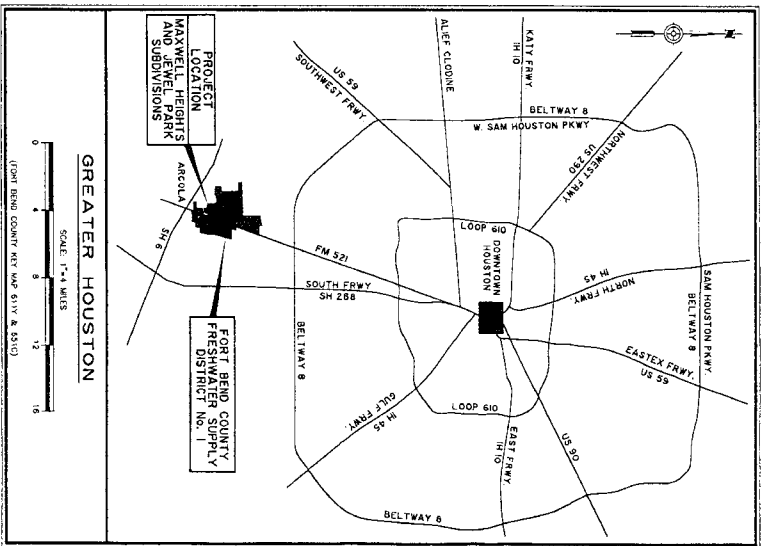 N
KATY FRWY
IH 10
ALIEF CLODINE
BELTWAY 8
W. SAM HOUSTON PKWY
NORTHWEST FRWY
US 290
US 59
SOUTHWEST FRWY
PROJECT
LOCATION
MAXWELL HEIGHTS
AND JEWEL PARK
SUBDIVISIONS
LOOP 610
DOWNTOWN
HOUSTON
IH 45
NORTH FRWY.
SAM HOUSTON PKWY.
BELTWAY 8
EASTEX FRWY.
US 59
ARCOLA
SH 6
FM 521
SOUTH FRWY
SH 288
BELTWAY 8
GULF FRWY.
IH 45
LOOP 610
EAST FRWY.
IH 10
US 90
BELTWAY 8
FORT BEND COUNTY
FRESHWATER SUPPLY
DISTRICT No. 1
GREATER HOUSTON
SCALE: 1"=4 MILES
0 4 8 12 16
(FORT BEND COUNTY KEY MAP 611Y & 651C)